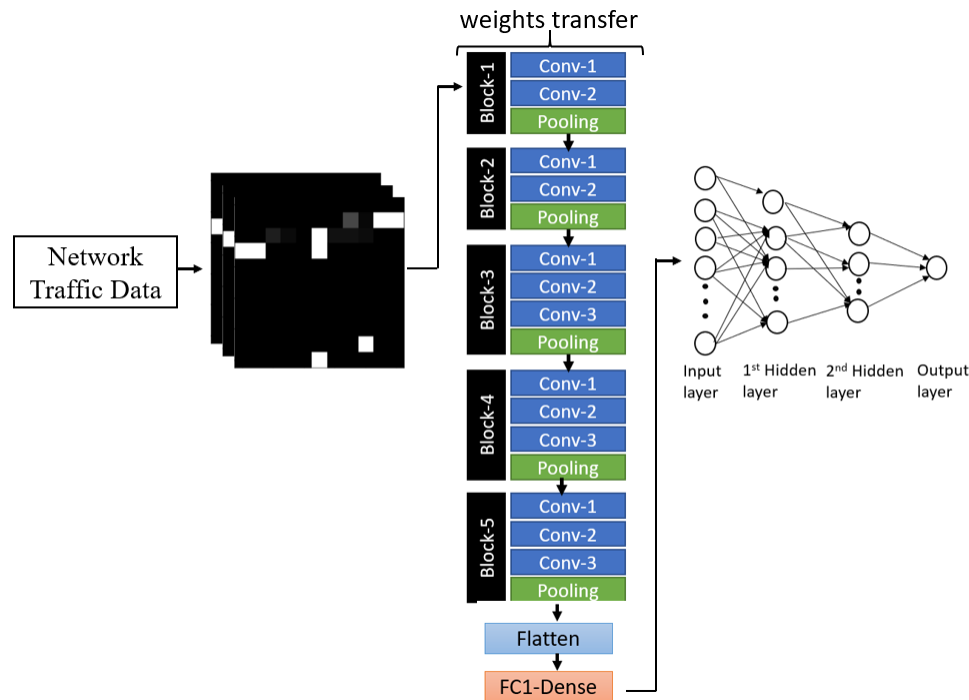 weights transfer
Network
Traffic Data
Block-1
Conv-1
Conv-2
Pooling
Block-2
Conv-1
Conv-2
Pooling
Block-3
Conv-1
Conv-2
Conv-3
Pooling
Block-4
Conv-1
Conv-2
Conv-3
Pooling
Block-5
Conv-1
Conv-2
Conv-3
Pooling
Flatten
FC1-Dense
Input
layer
1st Hidden
layer
2nd Hidden
layer
Output
layer